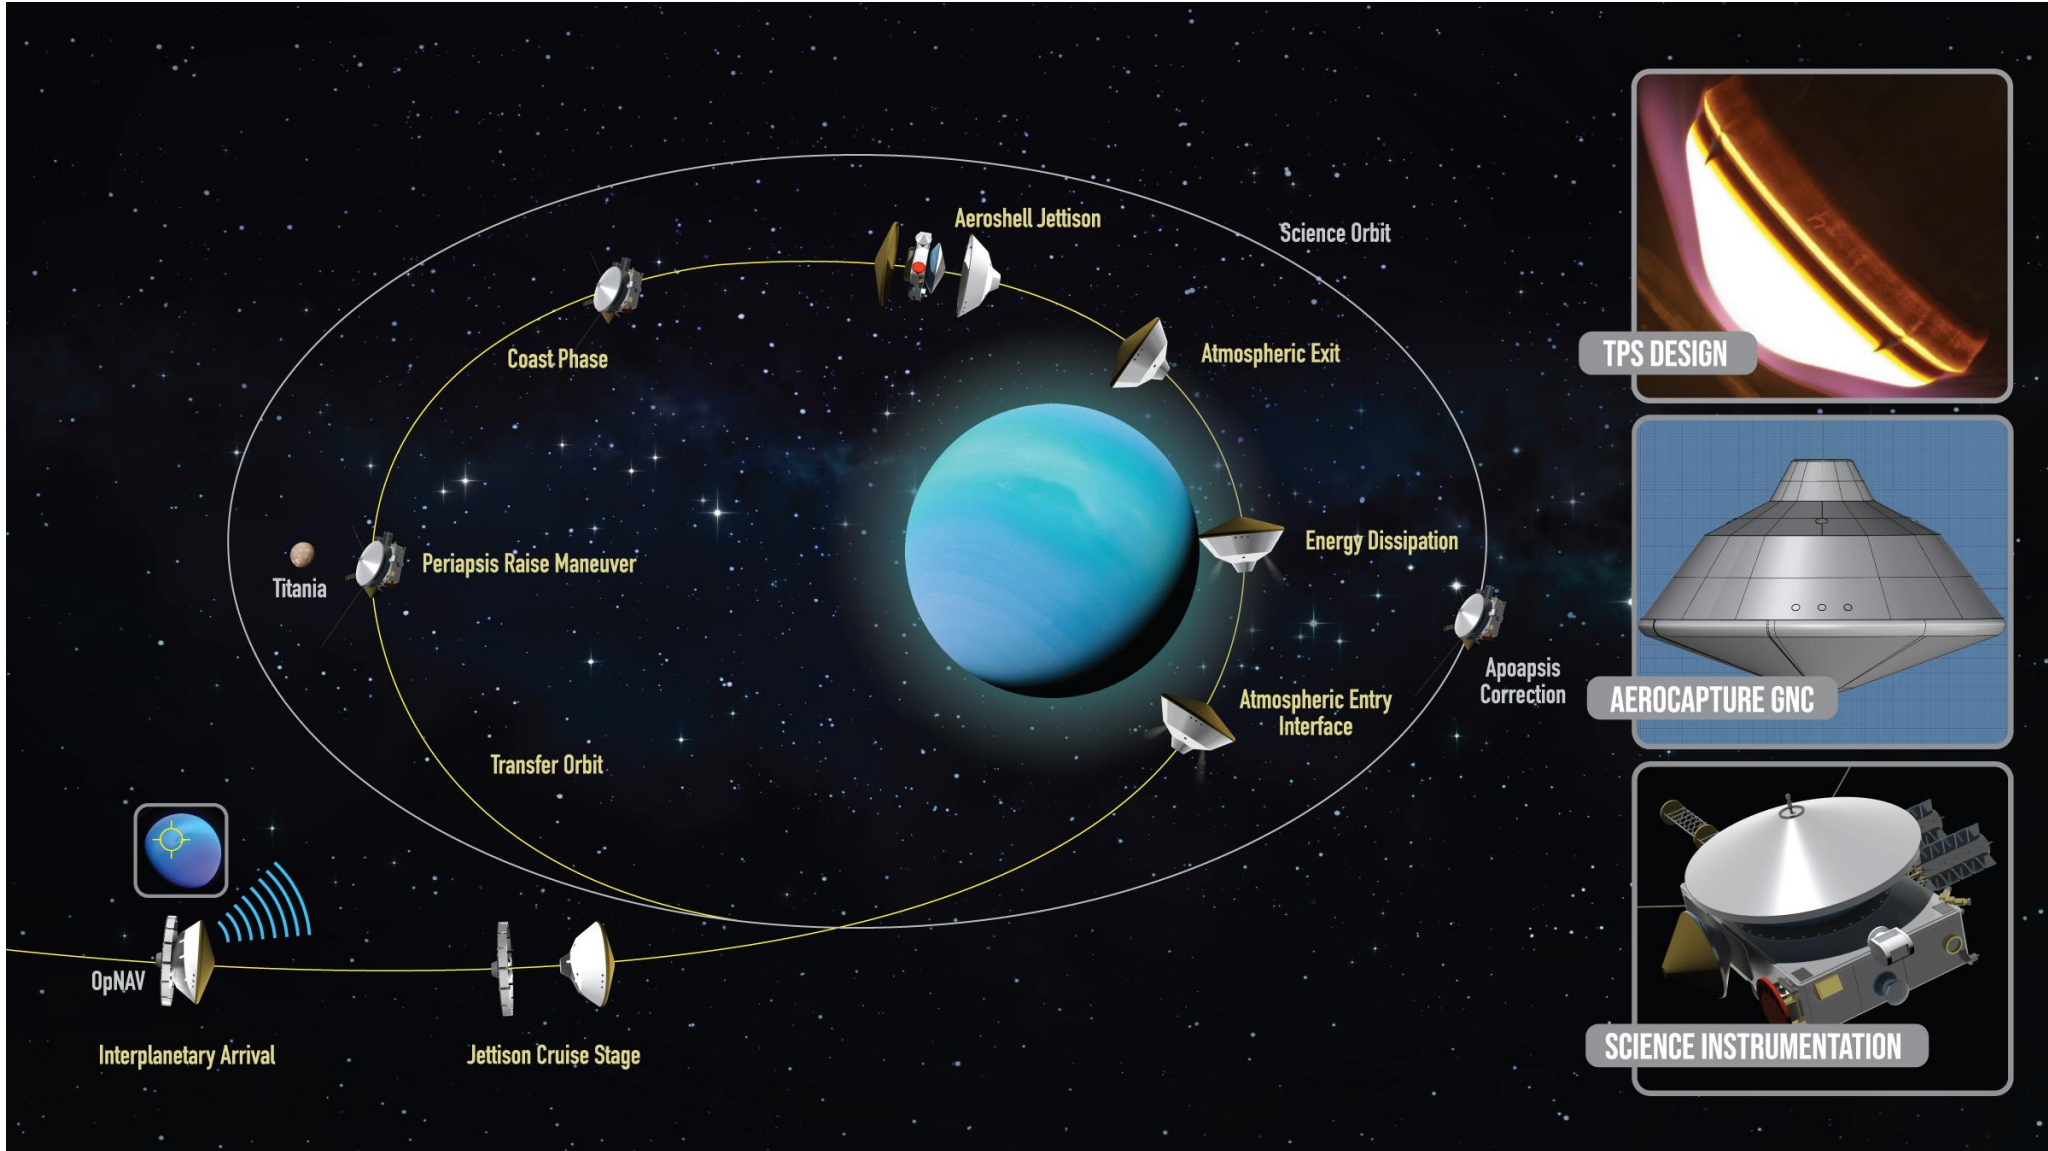 Aeroshell Jettison
Science Orbit
Coast Phase
Atmospheric Exit
TPS DESIGN
Titania
Periapsis Raise Maneuver
Energy Dissipation
Apoapsis
Correction
AEROCAPTURE GNC
Atmospheric Entry
Interface
Transfer Orbit
OpNAV
Interplanetary Arrival
Jettison Cruise Stage
SCIENCE INSTRUMENTATION